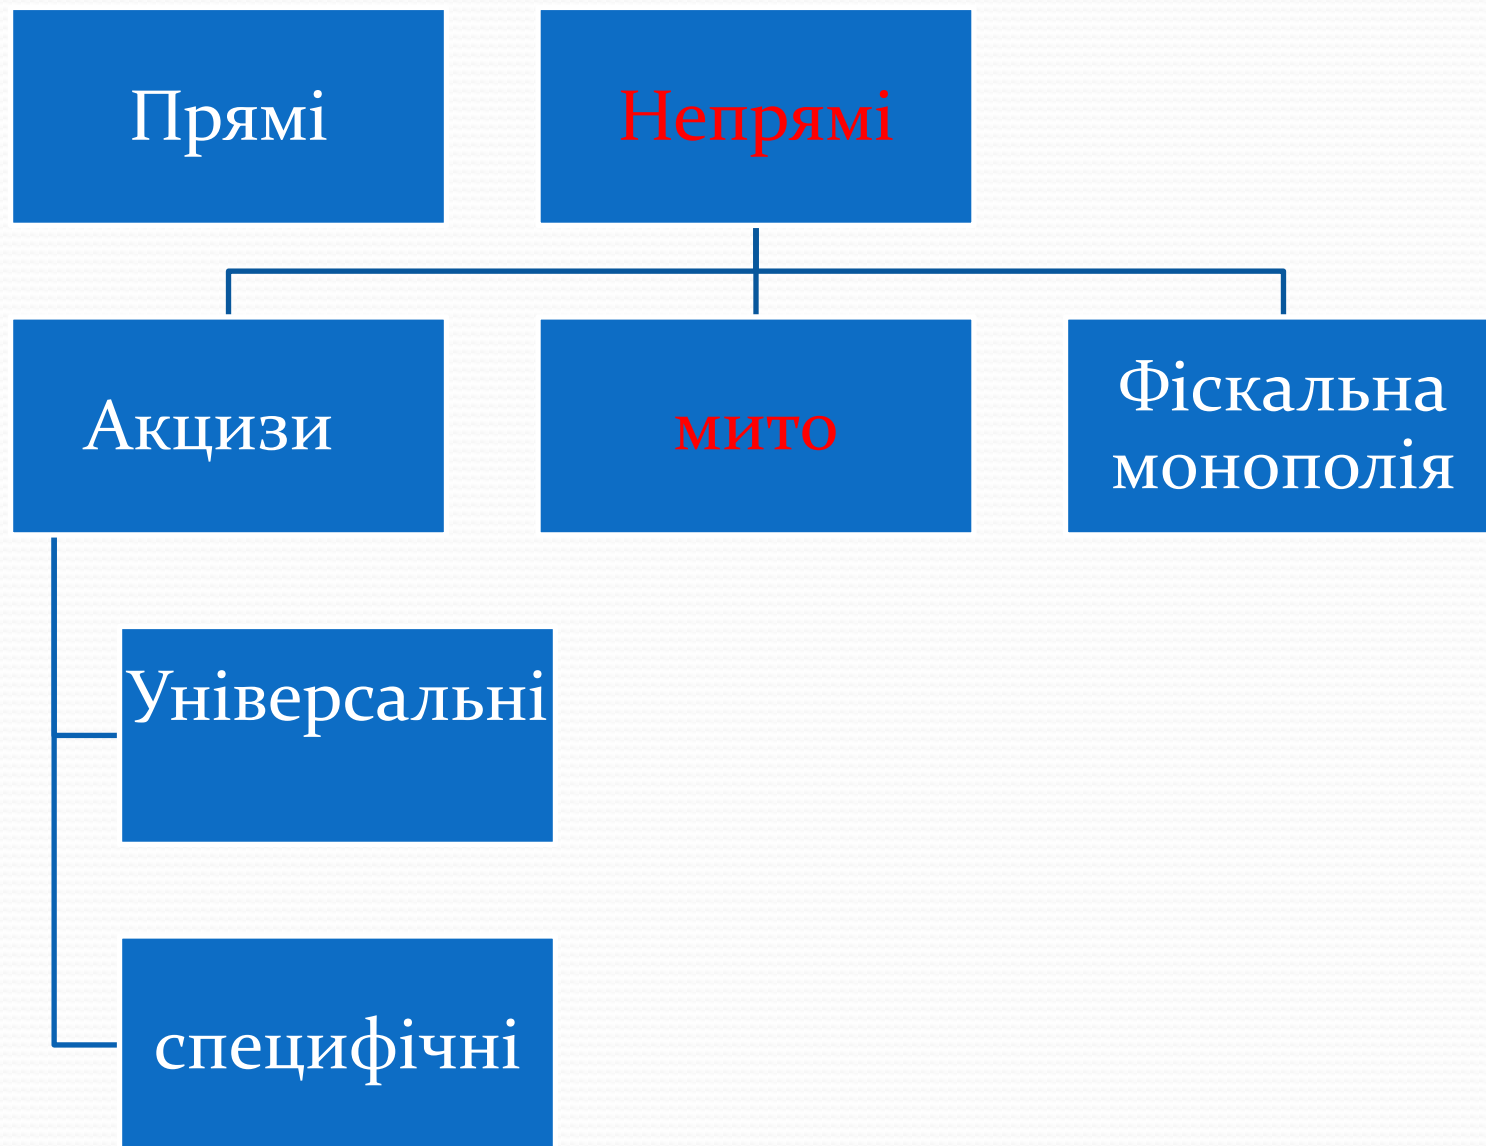 Прямі
Непрямі
Акцизи
мито
Фіскальна
монополія
Універсальні
специфічні